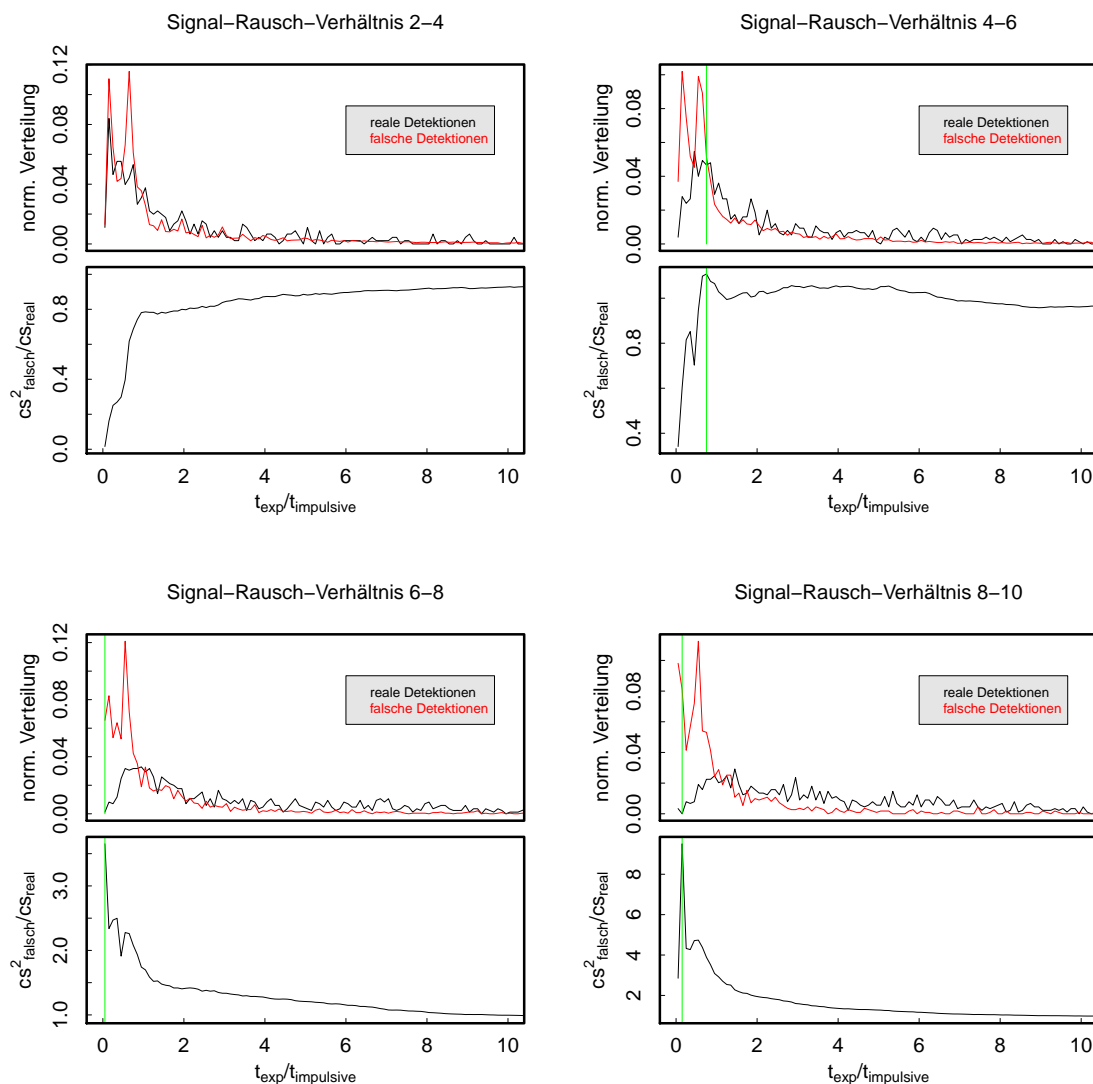 Signal−Rausch−Verhältnis 2−4
norm. Verteilung
0.00 0.04 0.08 0.12
reale Detektionen
falsche Detektionen
cs²falsch/csreal
0.0 0.4 0.8
0 2 4 6 8 10
texp/timpulsive
Signal−Rausch−Verhältnis 4−6
norm. Verteilung
0.00 0.04 0.08
reale Detektionen
falsche Detektionen
cs²falsch/csreal
0.4 0.8
0 2 4 6 8 10
texp/timpulsive
Signal−Rausch−Verhältnis 6−8
norm. Verteilung
0.00 0.04 0.08 0.12
reale Detektionen
falsche Detektionen
cs²falsch/csreal
1.0 2.0 3.0
0 2 4 6 8 10
texp/timpulsive
Signal−Rausch−Verhältnis 8−10
norm. Verteilung
0.00 0.04 0.08
reale Detektionen
falsche Detektionen
cs²falsch/csreal
2 4 6 8
0 2 4 6 8 10
texp/timpulsive